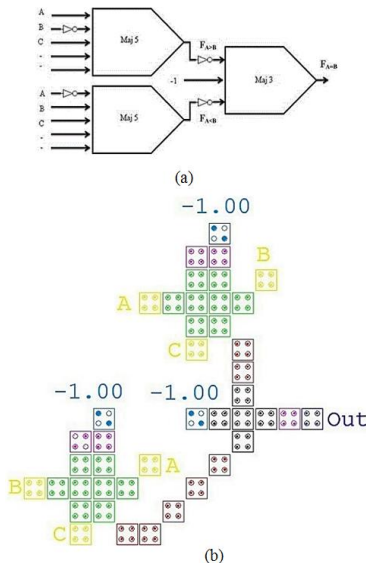 A
B
C
-
-
Maj 5
F A>B
-1
Maj 3
F A=B
A
B
C
-
-
Maj 5
F A<B
(a)
-1.00
B
A
C
-1.00
-1.00
Out
A
B
C
(b)